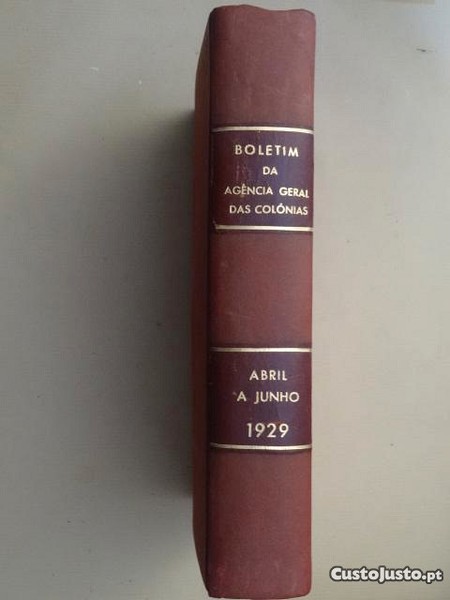 BOLETIM
DA
AGÊNCIA GERAL
DAS COLÓNIAS
ABRIL
A JUNHO
1929
CustoJusto.pt